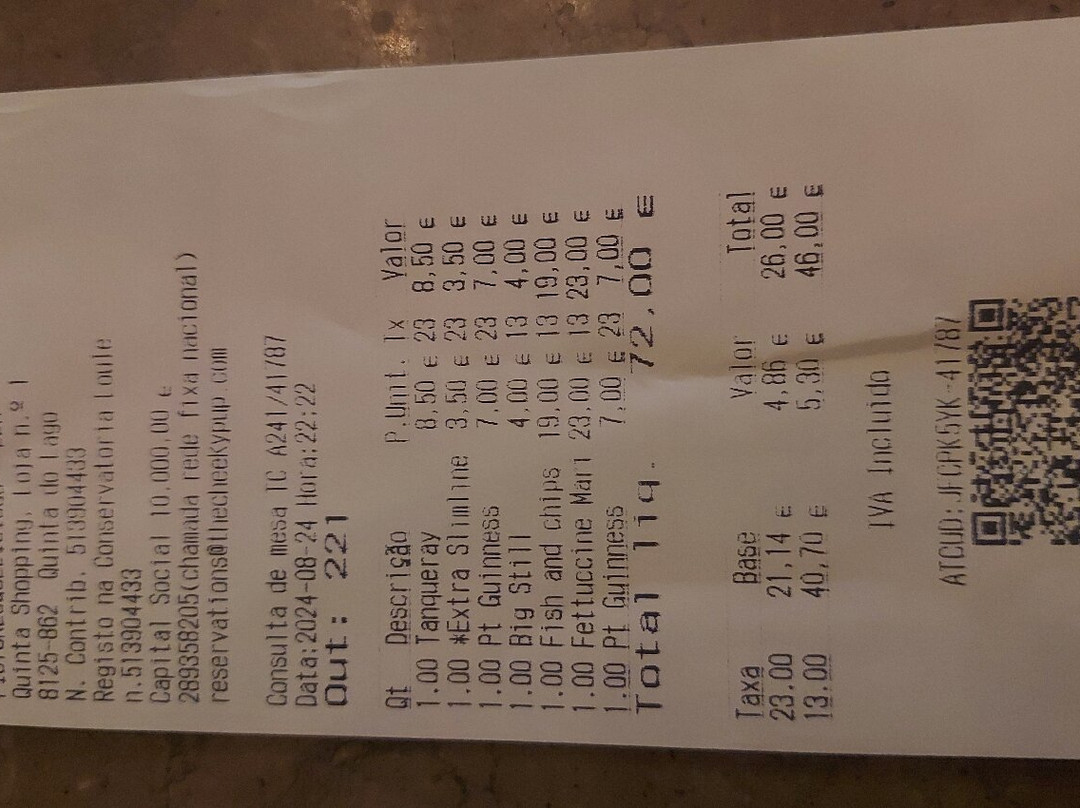 Quinta Shopping, Loja n.º 1
8125-862 Quinta do Lago
N. Contrib. 513904433
Registo na Conservatoria Loule
n.513904433
Capital Social 10.000,00 €
289358205(chamada rede fixa nacional)
reservations@thecheekypup.com
Consulta de mesa TC A241/41787
Data:2024-08-24 Hora:22:22
Out: 221
Qt Descrição P.Unt. Tx Valor
1.00 Tanqueray 8,50 € 23 8,50 €
1.00 *Extra Slimline 3,50 € 23 3,50 €
1.00 Pt Guinness 7,00 € 23 7,00 €
1.00 Big Still 4,00 € 13 4,00 €
1.00 Fish and chips 19,00 € 13 19,00 €
1.00 Fettuccine Mari 23,00 € 13 23,00 €
1.00 Pt Guinness 7,00 € 23 7,00 €
Total liq. 72,00 €
Taxa Base Valor Total
23.00 21,14 € 4,86 € 26,00 €
13.00 40,70 € 5,30 € 46,00 €
IVA Incluido
ATCUD:JFCPK5YK-41787